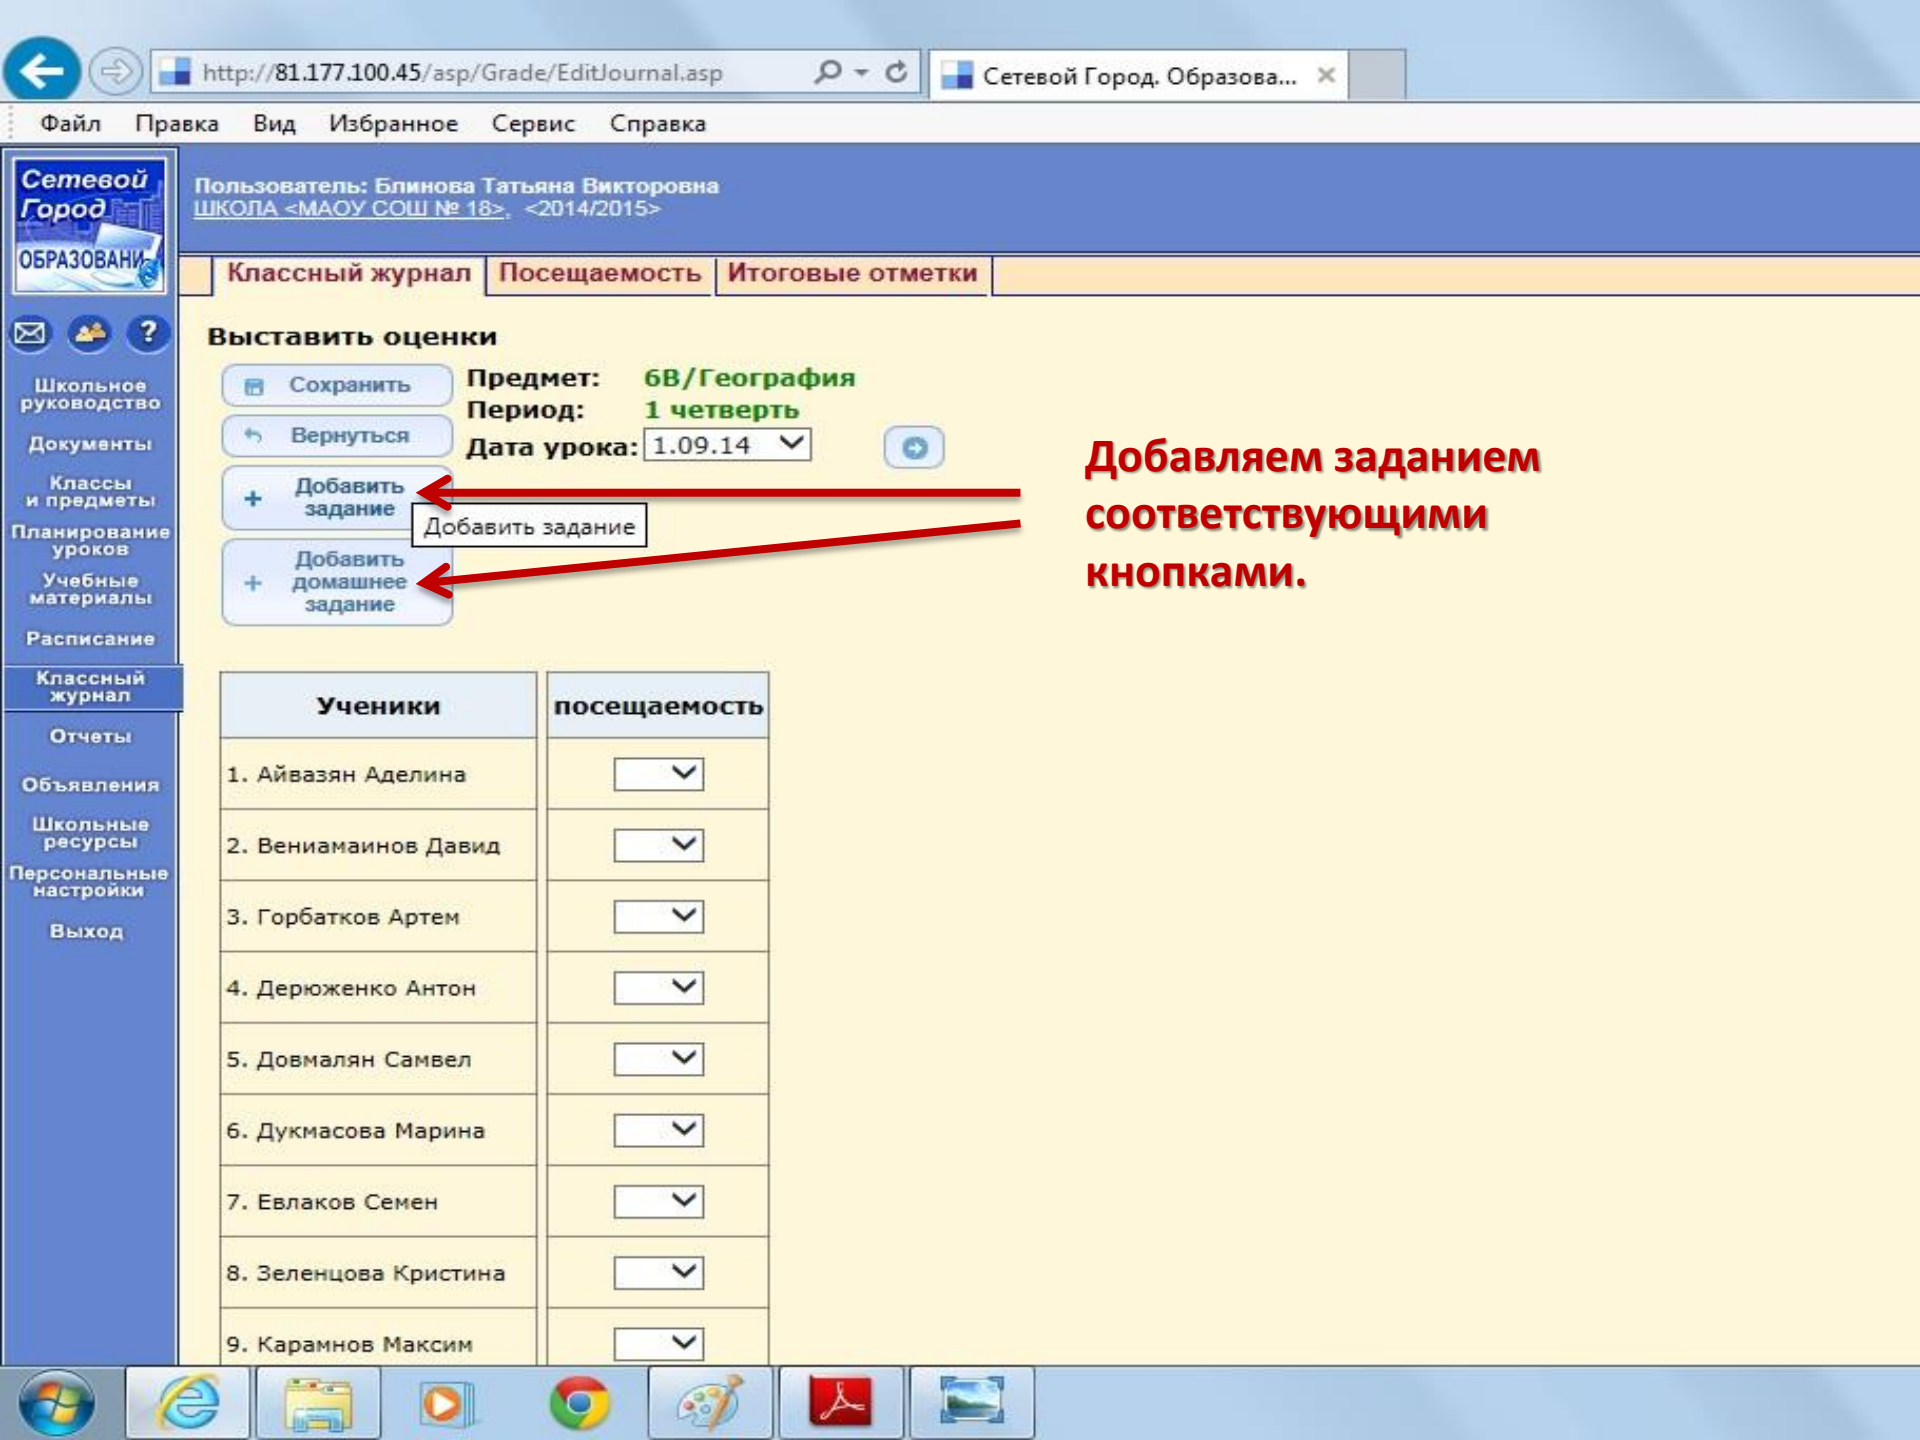 http://81.177.100.45/asp/Grade/EditJournal.asp
Сетевой Город. Образова...
Файл Правка Вид Избранное Сервис Справка
Сетевой
Город
ОБРАЗОВАНИ
Пользователь: Блинова Татьяна Викторовна
ШКОЛА <МАОУ СОШ № 18>, <2014/2015>
Классный журнал Посещаемость Итоговые отметки
Школьное
руководство
Документы
Классы
и предметы
Планирование
уроков
Учебные
материалы
Расписание
Классный
журнал
Отчеты
Объявления
Школьные
ресурсы
Персональные
настройки
Выход
Выставить оценки
Сохранить
Вернуться
+ Добавить
задание
Добавить задание
+ Добавить
домашнее
задание
Предмет: 6В/География
Период: 1 четверть
Дата урока: 1.09.14
Добавляем заданием
соответствующими
кнопками.
Ученики посещаемость
1. Айвазян Аделина
2. Вениамаинов Давид
3. Горбатков Артем
4. Дерюженко Антон
5. Довмалян Самвел
6. Дукмасова Марина
7. Евлаков Семен
8. Зеленцова Кристина
9. Карамнов Максим